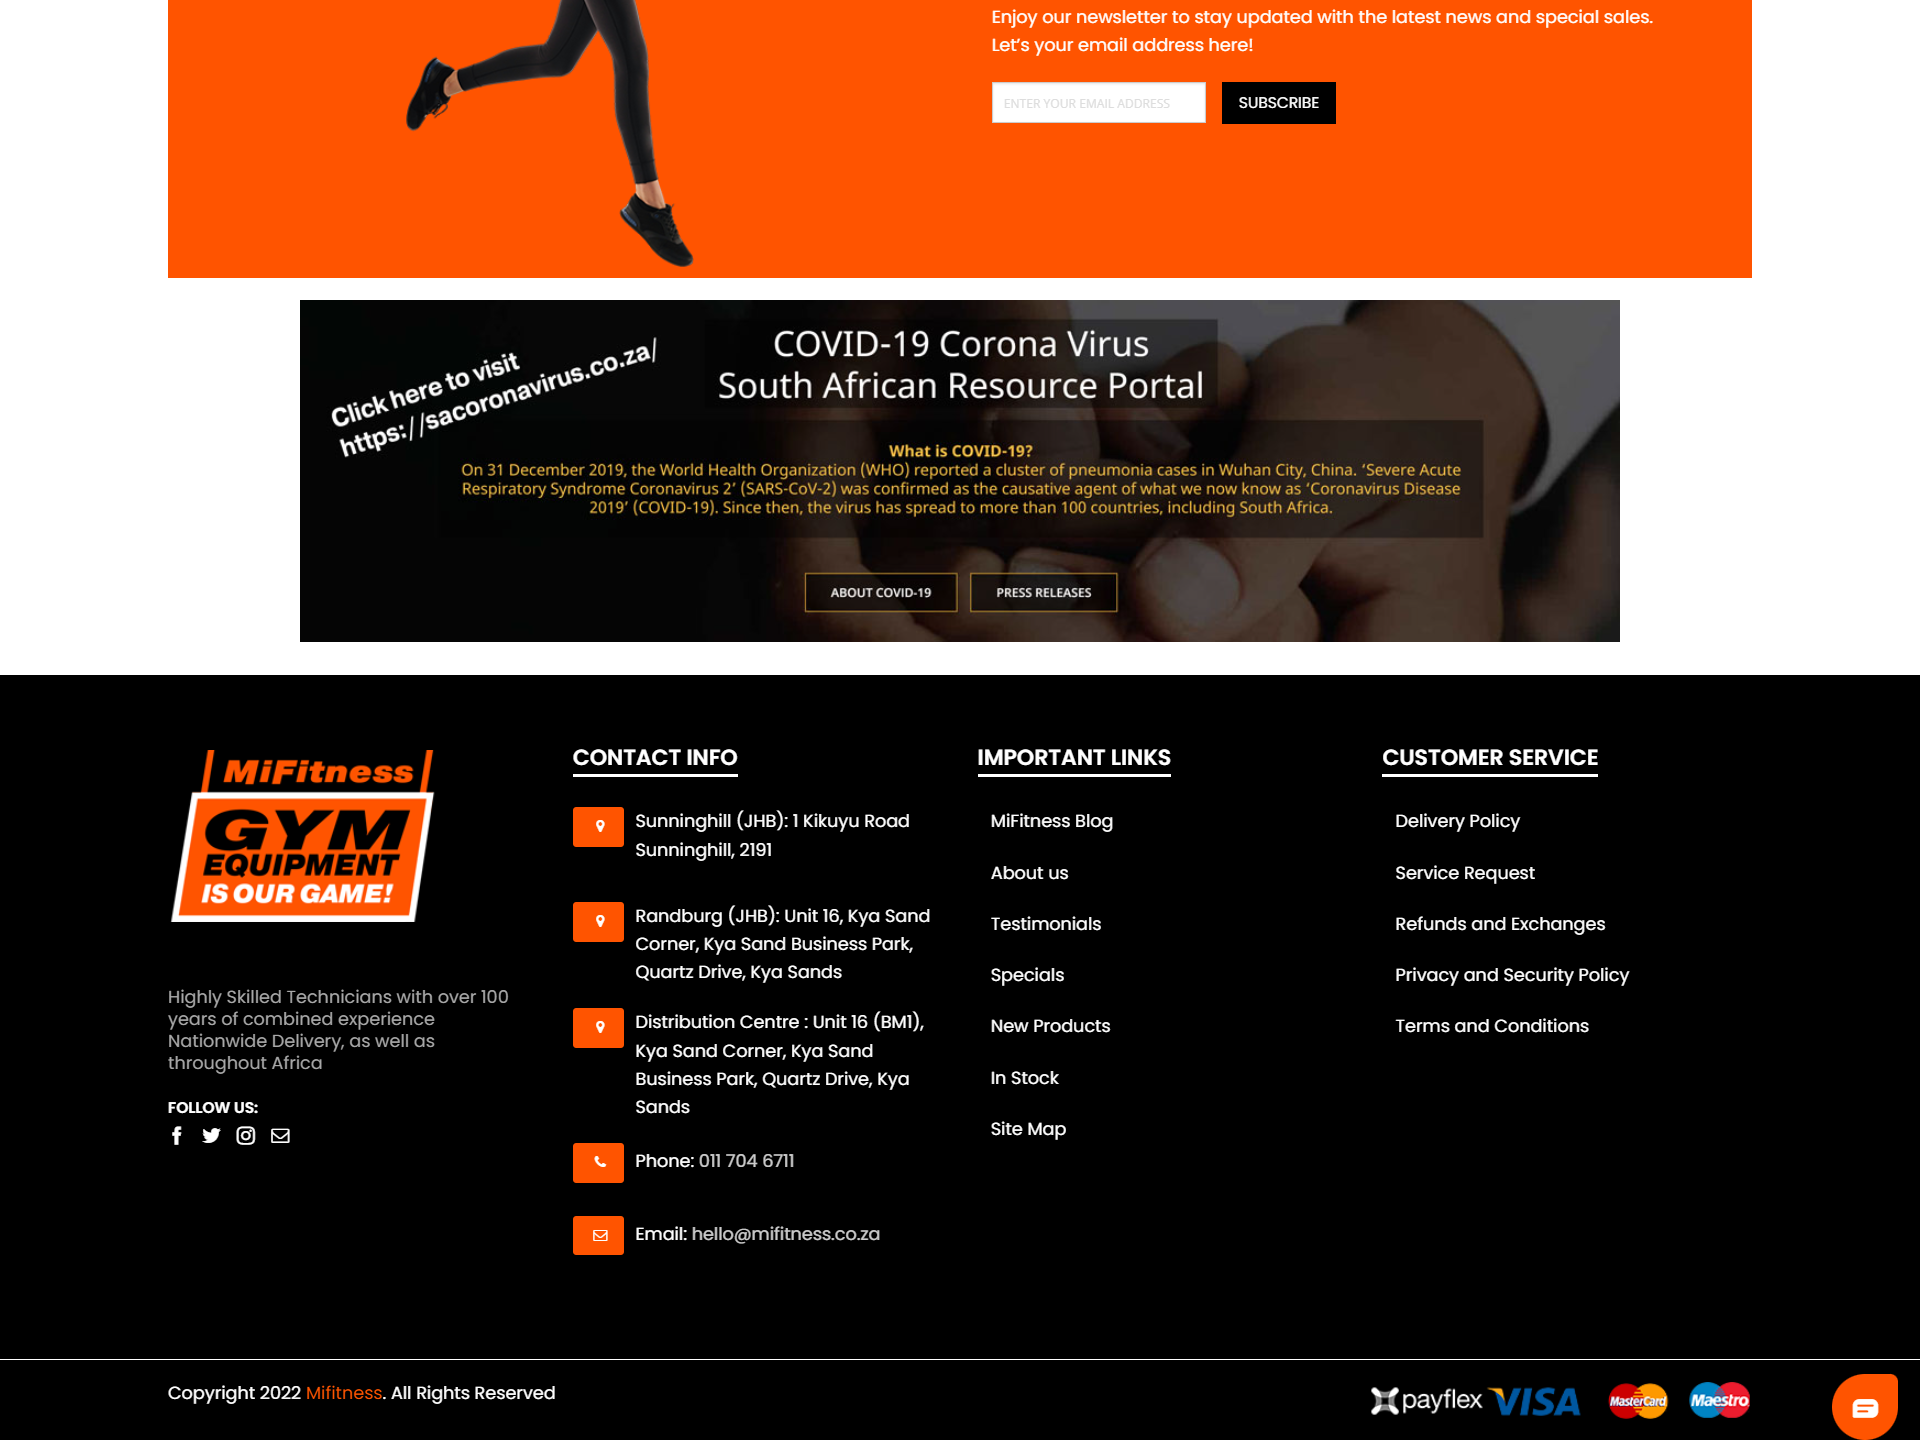 Enjoy our newsletter to stay updated with the latest news and special sales.
Let's your email address here!
ENTER YOUR EMAIL ADDRESS
SUBSCRIBE
Click here to visit
https://sacoronavirus.co.za/
COVID-19 Corona Virus
South African Resource Portal
What is COVID-19?
On 31 December 2019, the World Health Organization (WHO) reported a cluster of pneumonia cases in Wuhan City, China. ‘Severe Acute
Respiratory Syndrome Coronavirus 2’ (SARS-CoV-2) was confirmed as the causative agent of what we now know as ‘Coronavirus Disease
2019’ (COVID-19). Since then, the virus has spread to more than 100 countries, including South Africa.
ABOUT COVID-19
PRESS RELEASES
MiFitness
GYM
EQUIPMENT
IS OUR GAME!
Highly Skilled Technicians with over 100
years of combined experience
Nationwide Delivery, as well as
throughout Africa
FOLLOW US:
CONTACT INFO
Sunninghill (JHB): 1 Kikuyu Road
Sunninghill, 2191
Randburg (JHB): Unit 16, Kya Sand
Corner, Kya Sand Business Park,
Quartz Drive, Kya Sands
Distribution Centre : Unit 16 (BM1),
Kya Sand Corner, Kya Sand
Business Park, Quartz Drive, Kya
Sands
Phone: 011 704 6711
Email: hello@mifitness.co.za
IMPORTANT LINKS
MiFitness Blog
About us
Testimonials
Specials
New Products
In Stock
Site Map
CUSTOMER SERVICE
Delivery Policy
Service Request
Refunds and Exchanges
Privacy and Security Policy
Terms and Conditions
Copyright 2022 Mifitness. All Rights Reserved
payflex
VISA
MasterCard
Maestro